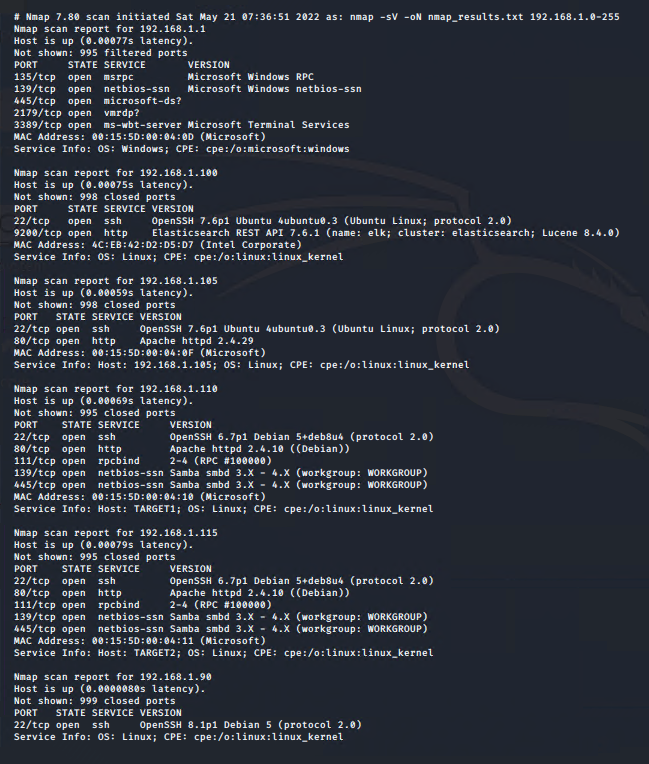 # Nmap 7.80 scan initiated Sat May 21 07:36:51 2022 as: nmap -sV -oN nmap_results.txt 192.168.1.0-255
Nmap scan report for 192.168.1.1
Host is up (0.00077s latency).
Not shown: 995 filtered ports
PORT     STATE SERVICE       VERSION
135/tcp  open  msrpc         Microsoft Windows RPC
139/tcp  open  netbios-ssn   Microsoft Windows netbios-ssn
445/tcp  open  microsoft-ds?
2179/tcp open  vmrdp?
3389/tcp open  ms-wbt-server Microsoft Terminal Services
MAC Address: 00:15:5D:00:04:0D (Microsoft)
Service Info: OS: Windows; CPE: cpe:/o:microsoft:windows

Nmap scan report for 192.168.1.100
Host is up (0.00075s latency).
Not shown: 998 closed ports
PORT     STATE SERVICE VERSION
22/tcp   open  ssh     OpenSSH 7.6p1 Ubuntu 4ubuntu0.3 (Ubuntu Linux; protocol 2.0)
9200/tcp open  http    Elasticsearch REST API 7.6.1 (name: elk; cluster: elasticsearch; Lucene 8.4.0)
MAC Address: 4C:EB:42:D2:D5:D7 (Intel Corporate)
Service Info: OS: Linux; CPE: cpe:/o:linux:linux_kernel

Nmap scan report for 192.168.1.105
Host is up (0.00059s latency).
Not shown: 998 closed ports
PORT   STATE SERVICE VERSION
22/tcp open  ssh     OpenSSH 7.6p1 Ubuntu 4ubuntu0.3 (Ubuntu Linux; protocol 2.0)
80/tcp open  http    Apache httpd 2.4.29
MAC Address: 00:15:5D:00:04:0F (Microsoft)
Service Info: Host: 192.168.1.105; OS: Linux; CPE: cpe:/o:linux:linux_kernel

Nmap scan report for 192.168.1.110
Host is up (0.00069s latency).
Not shown: 995 closed ports
PORT    STATE SERVICE     VERSION
22/tcp  open  ssh         OpenSSH 6.7p1 Debian 5+deb8u4 (protocol 2.0)
80/tcp  open  http        Apache httpd 2.4.10 ((Debian))
111/tcp open  rpcbind     2-4 (RPC #100000)
139/tcp open  netbios-ssn Samba smbd 3.X - 4.X (workgroup: WORKGROUP)
445/tcp open  netbios-ssn Samba smbd 3.X - 4.X (workgroup: WORKGROUP)
MAC Address: 00:15:5D:00:04:10 (Microsoft)
Service Info: Host: TARGET1; OS: Linux; CPE: cpe:/o:linux:linux_kernel

Nmap scan report for 192.168.1.115
Host is up (0.00079s latency).
Not shown: 995 closed ports
PORT    STATE SERVICE     VERSION
22/tcp  open  ssh         OpenSSH 6.7p1 Debian 5+deb8u4 (protocol 2.0)
80/tcp  open  http        Apache httpd 2.4.10 ((Debian))
111/tcp open  rpcbind     2-4 (RPC #100000)
139/tcp open  netbios-ssn Samba smbd 3.X - 4.X (workgroup: WORKGROUP)
445/tcp open  netbios-ssn Samba smbd 3.X - 4.X (workgroup: WORKGROUP)
MAC Address: 00:15:5D:00:04:11 (Microsoft)
Service Info: Host: TARGET2; OS: Linux; CPE: cpe:/o:linux:linux_kernel

Nmap scan report for 192.168.1.90
Host is up (0.0000080s latency).
Not shown: 999 closed ports
PORT   STATE SERVICE VERSION
22/tcp open  ssh     OpenSSH 8.1p1 Debian 5 (protocol 2.0)
Service Info: OS: Linux; CPE: cpe:/o:linux:linux_kernel